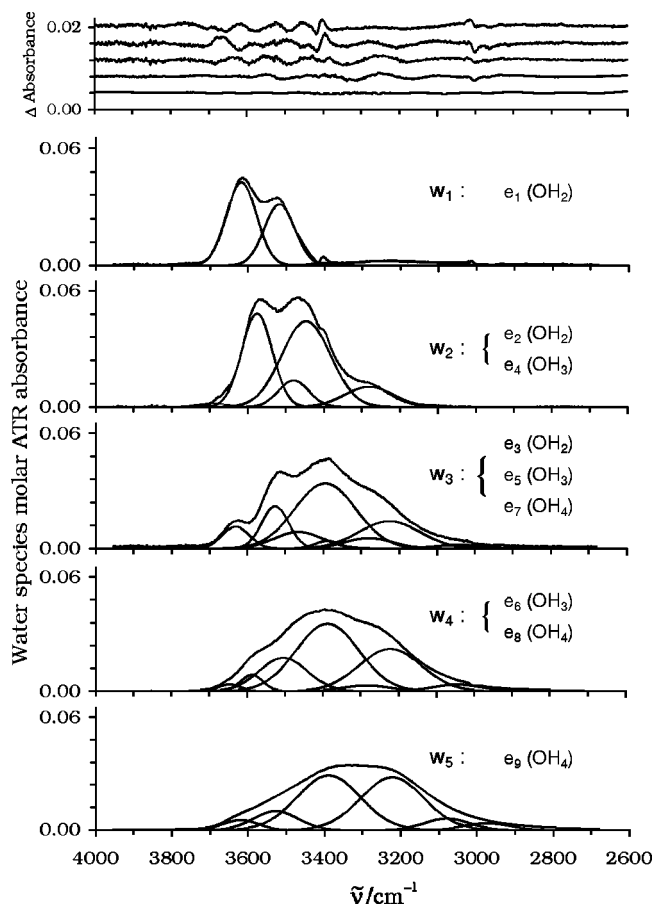 0.02
Δ Absorbance
0.00
0.06
w₁ : e₁ (OH₂)
0.00
0.06
w₂ : { e₂ (OH₂)
e₄ (OH₃)
0.00
0.06
w₃ : { e₃ (OH₂)
e₅ (OH₃)
e₇ (OH₄)
0.00
0.06
w₄ : { e₆ (OH₃)
e₈ (OH₄)
0.00
0.06
w₅ : e₉ (OH₄)
0.00
Water species molar ATR absorbance
4000 3600 3400 3200 3000 2600
ṽ/cm⁻¹